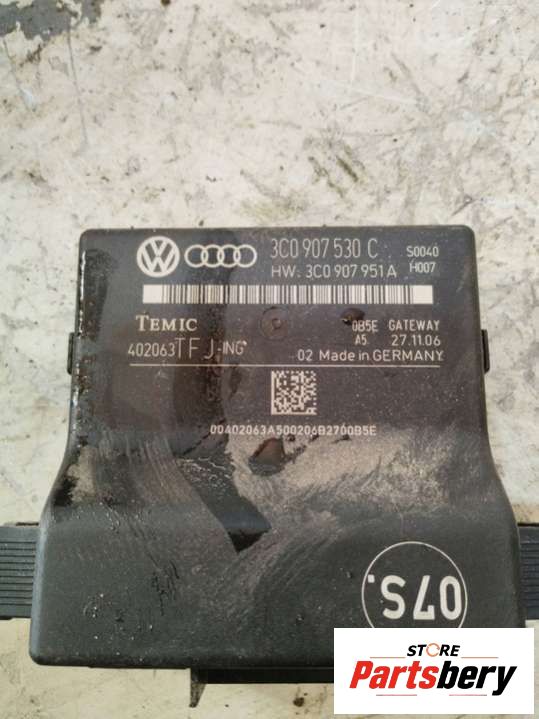 3C0 907 530 C S0040
HW: 3C0 907 951 A H007
TEMIC 0B5E GATEWAY
402063TFJ-ING* A5 27.11.06
02 Made in GERMANY
00402063A500206B2700B5E
07S.
STORE
Partsbery